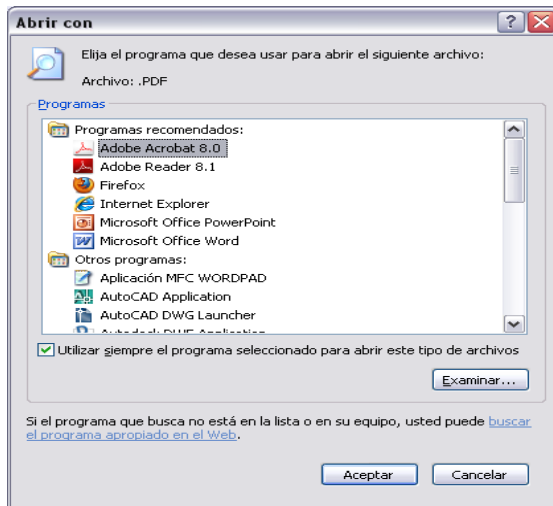 Abrir con
Elija el programa que desea usar para abrir el siguiente archivo:
Archivo: .PDF
Programas
Programas recomendados:
Adobe Acrobat 8.0
Adobe Reader 8.1
Firefox
Internet Explorer
Microsoft Office PowerPoint
Microsoft Office Word
Otros programas:
Aplicación MFC WORDPAD
AutoCAD Application
AutoCAD DWG Launcher
Utilizar siempre el programa seleccionado para abrir este tipo de archivos
Examinar...
Si el programa que busca no está en la lista o en su equipo, usted puede buscar
el programa apropiado en el Web.
Aceptar
Cancelar